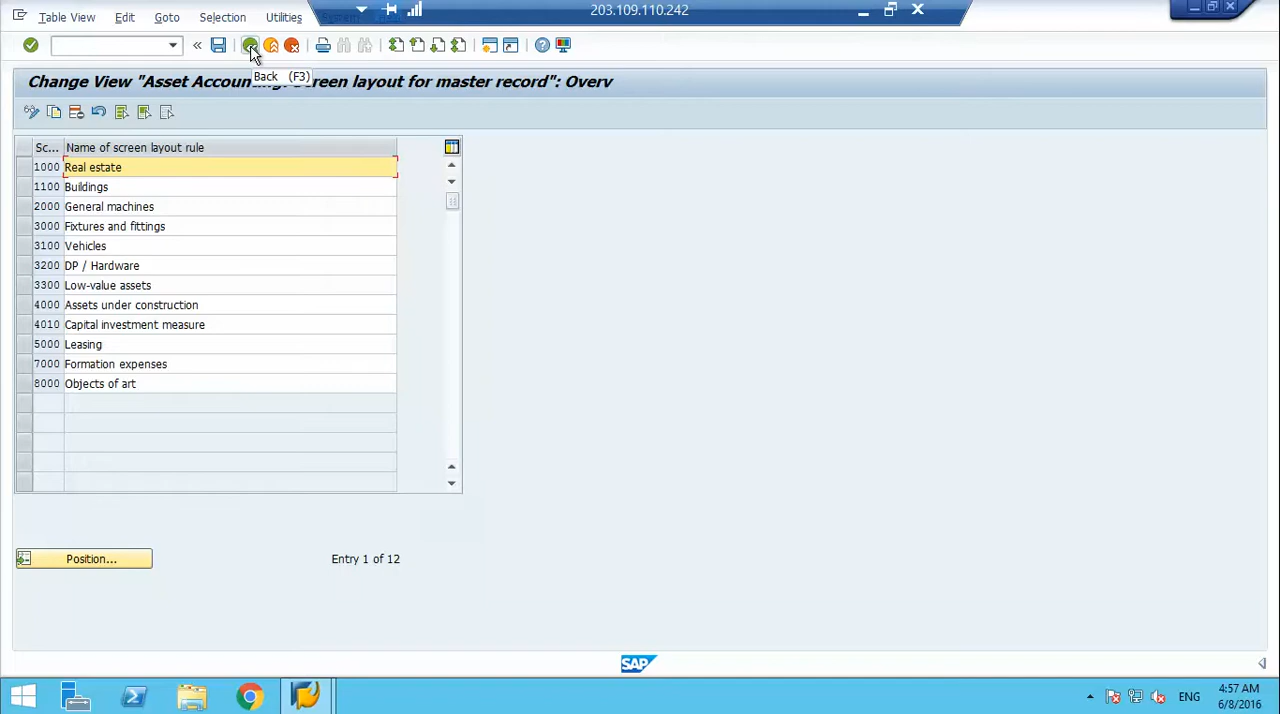 203.109.110.242
Table View Edit Goto Selection Utilities
Back (F3)
Change View "Asset Accounting: Screen layout for master record": Overv
Sc... Name of screen layout rule
1000 Real estate
1100 Buildings
2000 General machines
3000 Fixtures and fittings
3100 Vehicles
3200 DP / Hardware
3300 Low-value assets
4000 Assets under construction
4010 Capital investment measure
5000 Leasing
7000 Formation expenses
8000 Objects of art
Position... Entry 1 of 12
SAP
ENG
4:57 AM
6/8/2016